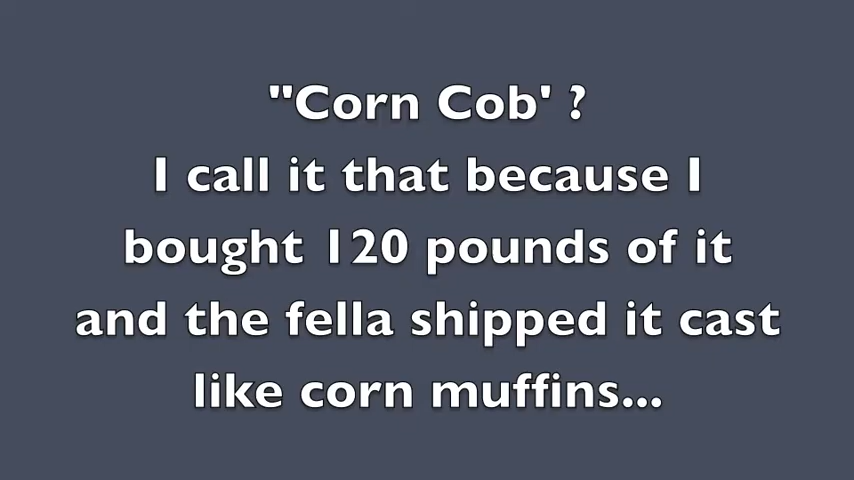 "Corn Cob' ?
I call it that because I
bought 120 pounds of it
and the fella shipped it cast
like corn muffins...